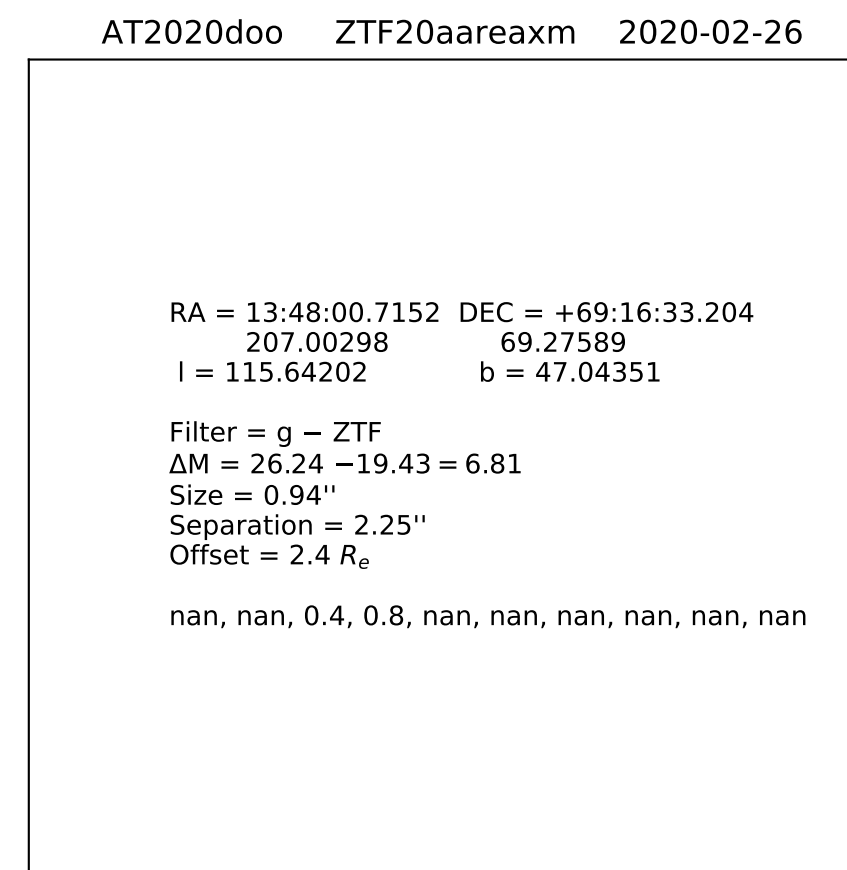 AT2020doo ZTF20aareaxm 2020-02-26
RA = 13:48:00.7152 DEC = +69:16:33.204
207.00298 69.27589
l = 115.64202 b = 47.04351
Filter = g − ZTF
ΔM = 26.24 −19.43 = 6.81
Size = 0.94''
Separation = 2.25''
Offset = 2.4 Re
nan, nan, 0.4, 0.8, nan, nan, nan, nan, nan, nan